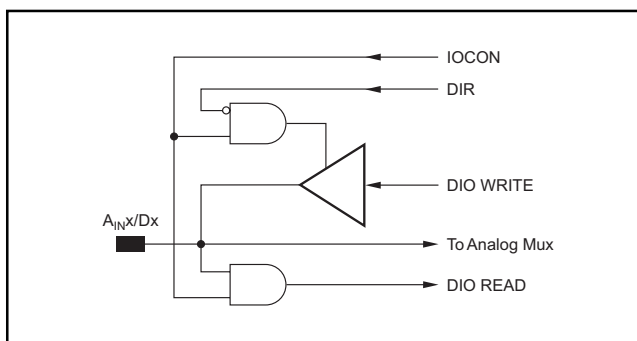 IOCON
DIR
DIO WRITE
AINx/Dx
To Analog Mux
DIO READ